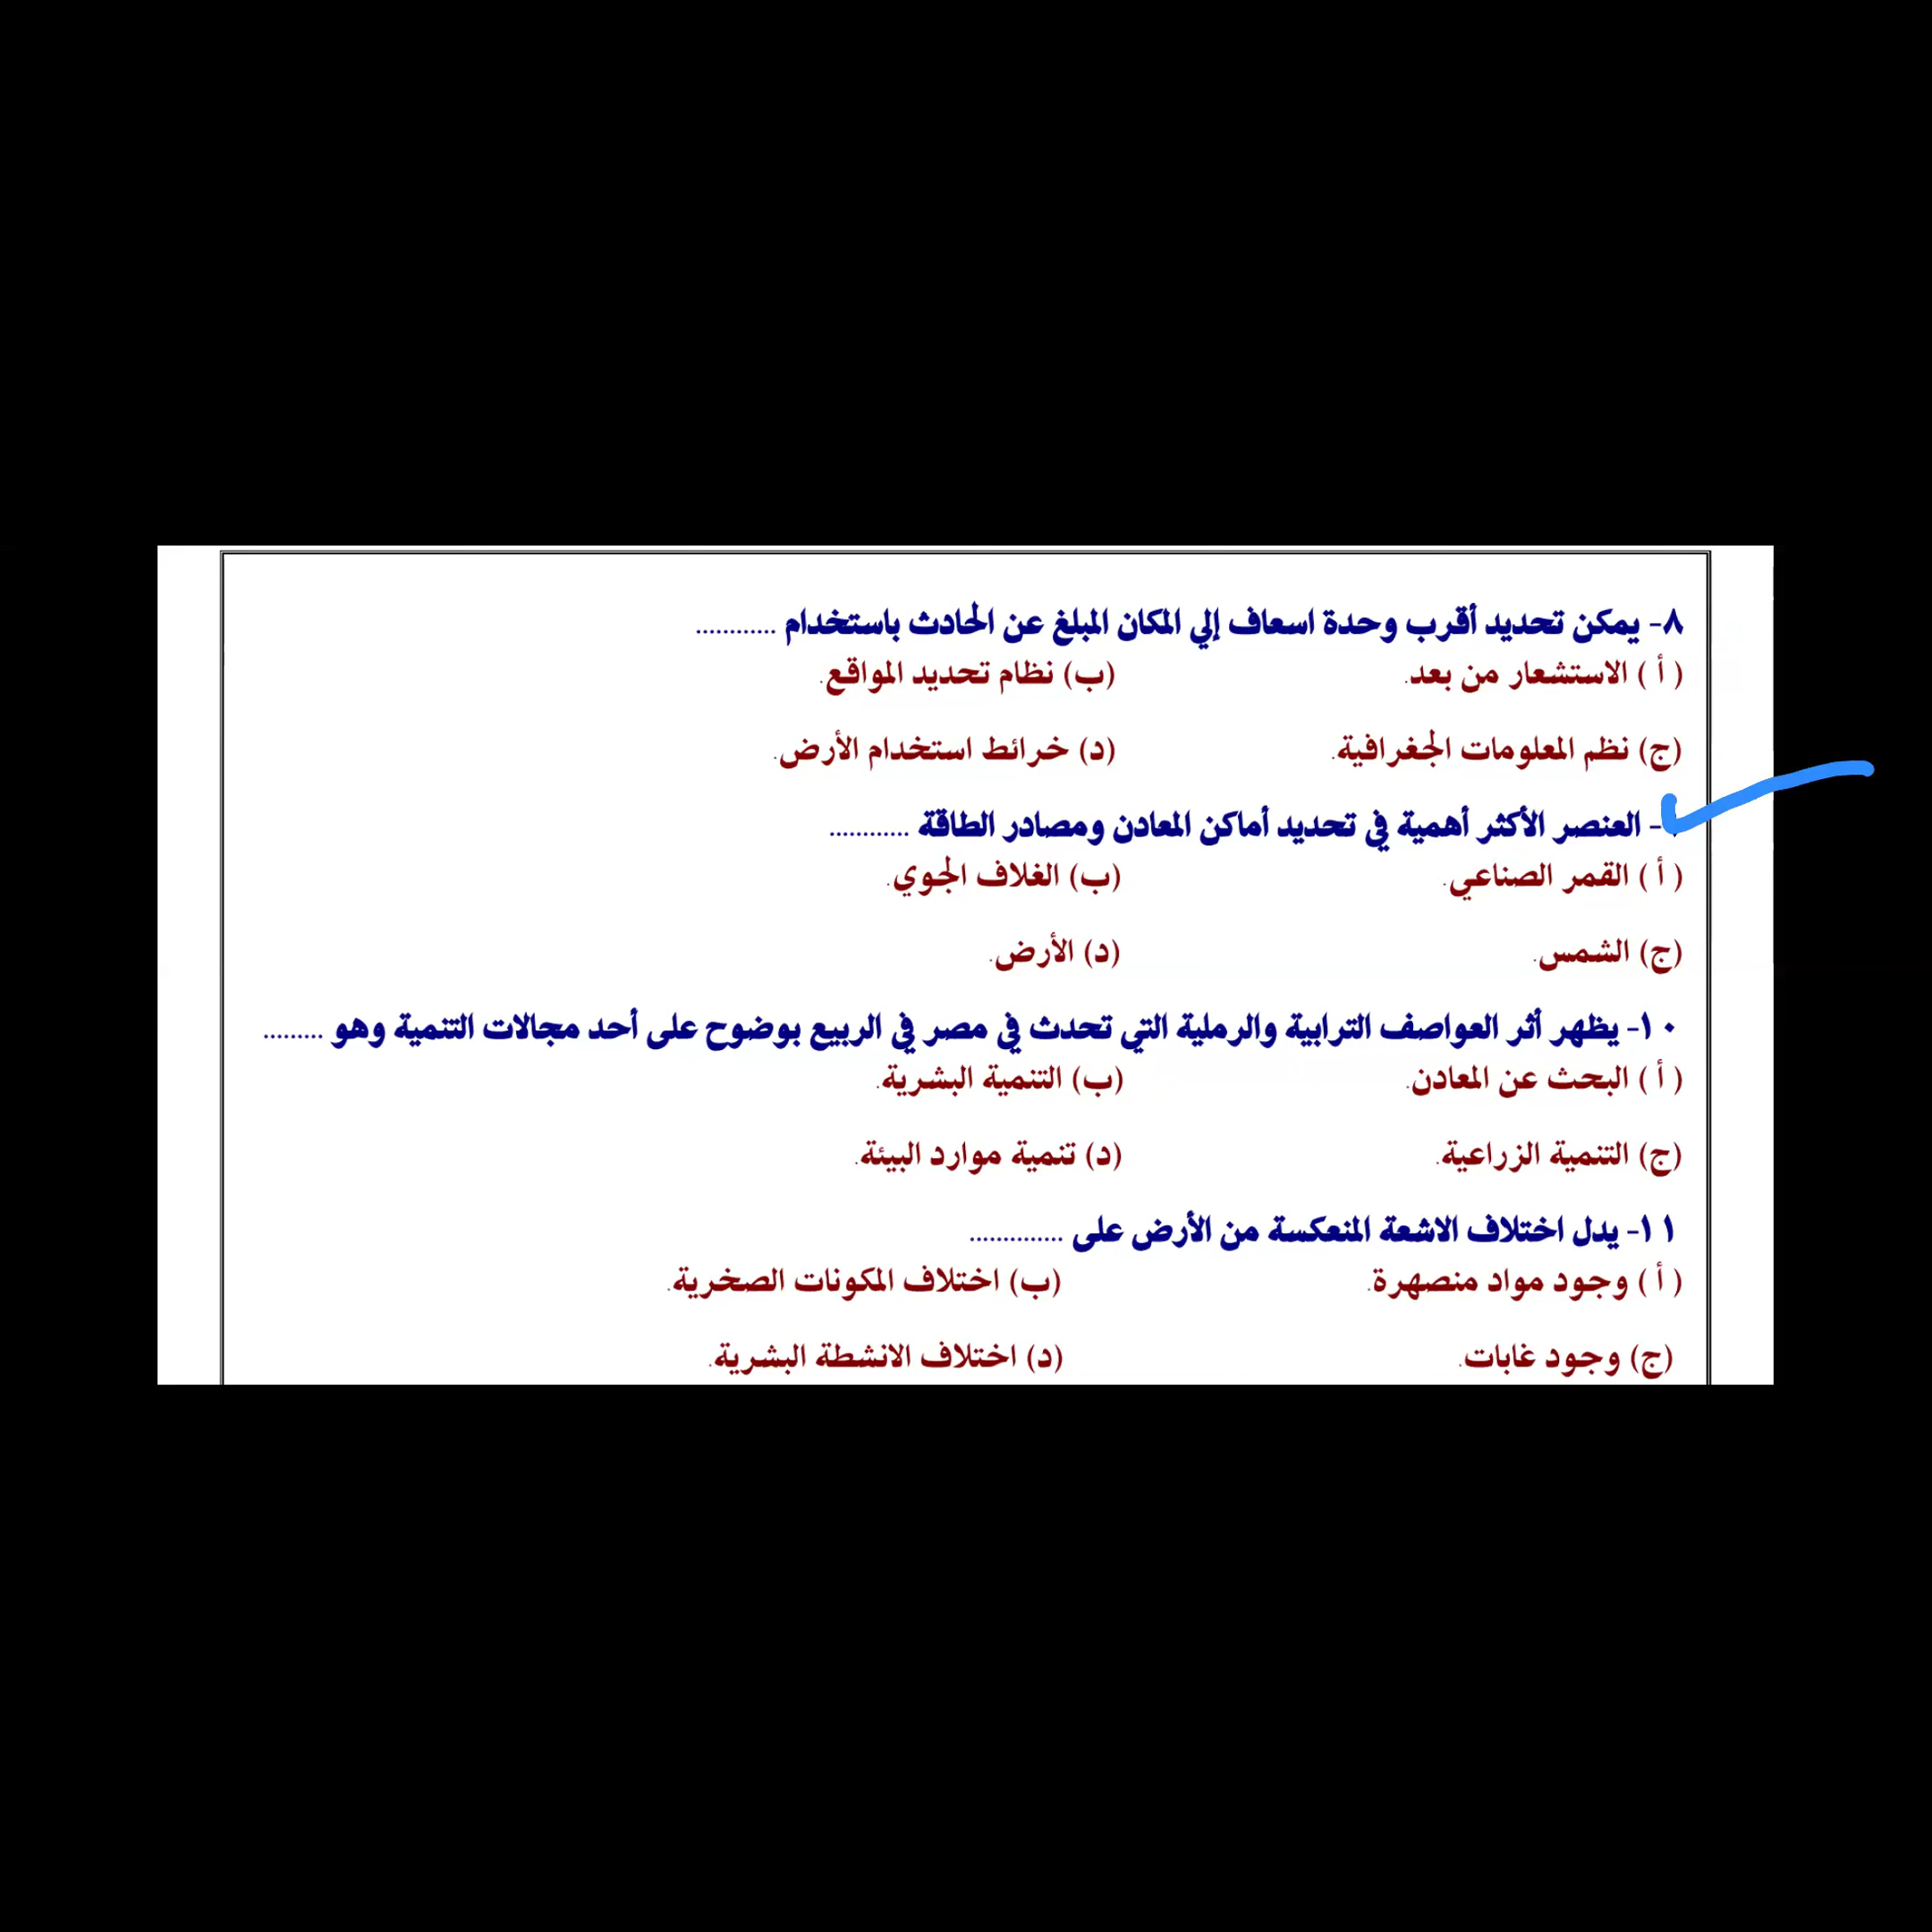 ٨- يمكن تحديد أقرب وحدة اسعاف إلي المكان المبلغ عن الحادث باستخدام ............
( أ ) الاستشعار من بعد. (ب) نظام تحديد المواقع.
(ج) نظم المعلومات الجغرافية. (د) خرائط استخدام الأرض.
- العنصر الأكثر أهمية في تحديد أماكن المعادن ومصادر الطاقة ............
( أ ) القمر الصناعي. (ب) الغلاف الجوي.
(ج) الشمس. (د) الأرض.
١٠- يظهر أثر العواصف الترابية والرملية التي تحدث في مصر في الربيع بوضوح على أحد مجالات التنمية وهو .........
( أ ) البحث عن المعادن. (ب) التنمية البشرية.
(ج) التنمية الزراعية. (د) تنمية موارد البيئة.
١١- يدل اختلاف الاشعة المنعكسة من الأرض على ..............
( أ ) وجود مواد منصهرة. (ب) اختلاف المكونات الصخرية.
(ج) وجود غابات. (د) اختلاف الانشطة البشرية.